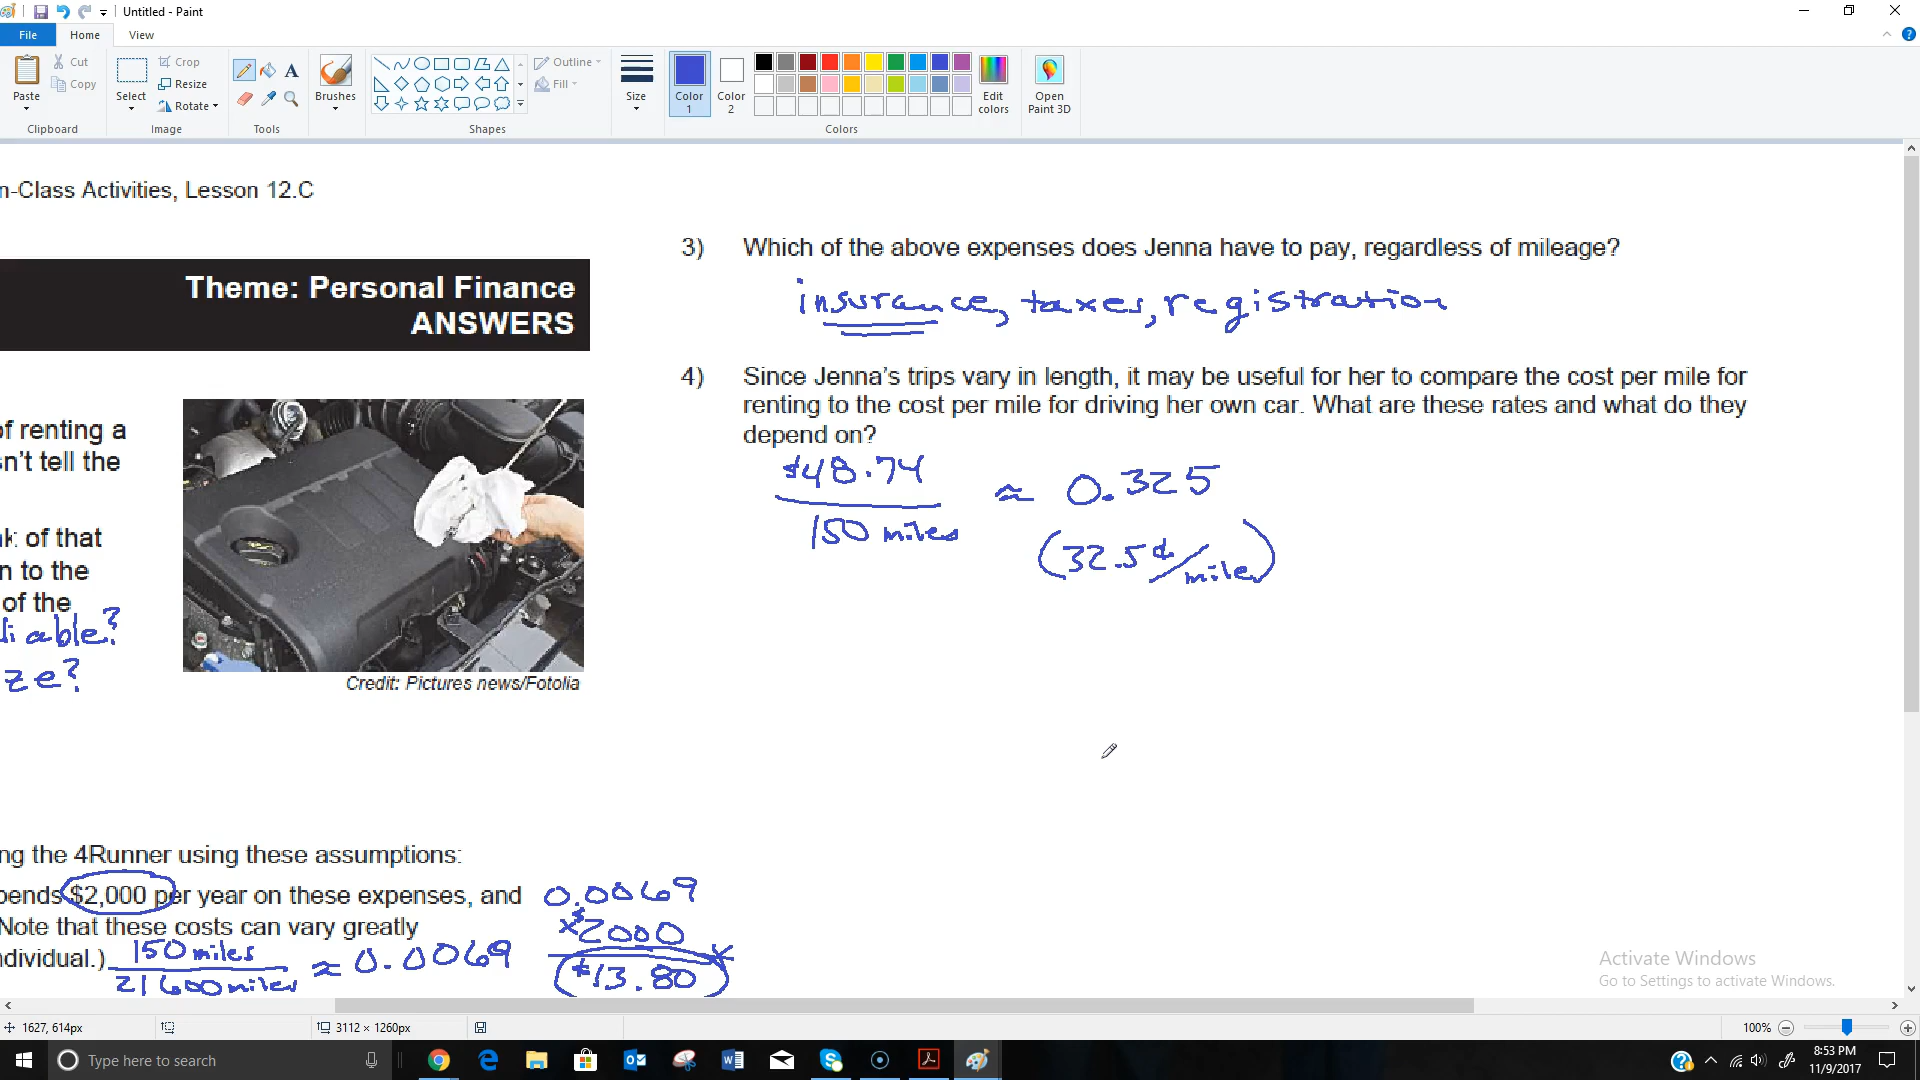 Untitled - Paint
File Home View
Paste Cut Copy
Select Crop Resize Rotate
Brushes
Outline Fill
Size
Color 1 Color 2
Edit colors
Open Paint 3D
Clipboard Image Tools Shapes Colors
n-Class Activities, Lesson 12.C
Theme: Personal Finance
ANSWERS
of renting a
n't tell the
of that
n to the
of the
iable?
ze?
Credit: Pictures news/Fotolia
ng the 4Runner using these assumptions:
pends $2,000 per year on these expenses, and
Note that these costs can vary greatly
dividual.)
150 miles
21600 miles
≈ 0.0069
0.0069
x $2000
$13.80
3) Which of the above expenses does Jenna have to pay, regardless of mileage?
insurance, taxes, registration
4) Since Jenna's trips vary in length, it may be useful for her to compare the cost per mile for
renting to the cost per mile for driving her own car. What are these rates and what do they
depend on?
$48.74
150 miles
≈ 0.325
(32.5¢/mile)
Activate Windows
Go to Settings to activate Windows.
1627, 614px 3112 × 1260px 100%
Type here to search
8:53 PM
11/9/2017